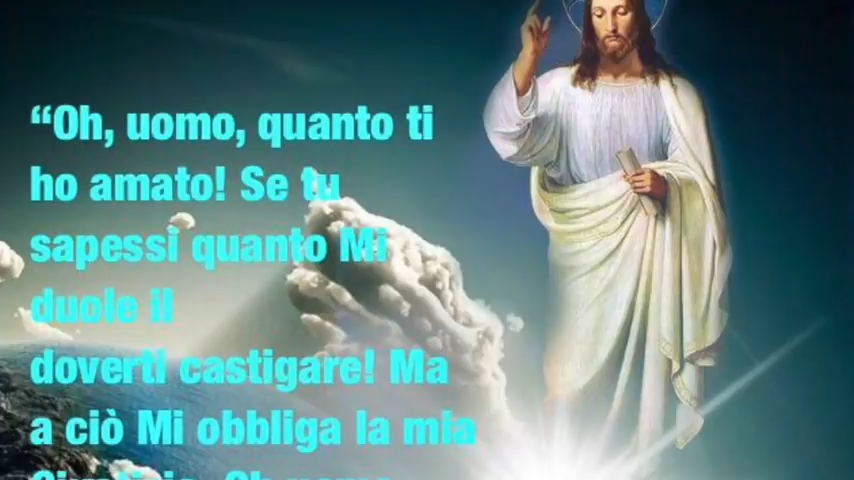 “Oh, uomo, quanto ti
ho amato! Se tu
sapessi quanto Mi
duole il
doverti castigare! Ma
a ciò Mi obbliga la mia